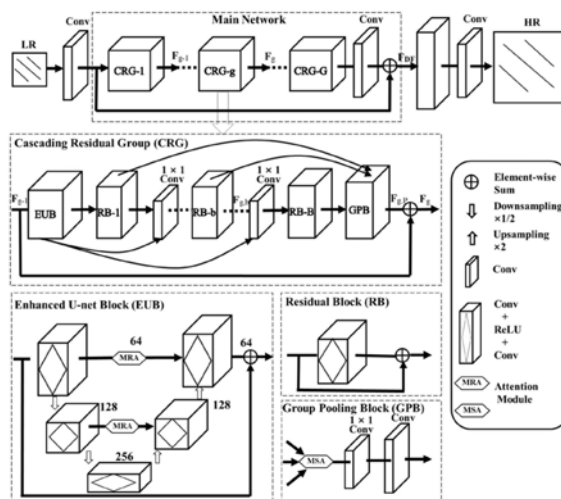 Main Network
Conv
Conv
Conv
LR
HR
CRG-1
F_{g-1}
CRG-g
F_g
CRG-G
F_{DF}
Cascading Residual Group (CRG)
1 × 1
Conv
1 × 1
Conv
F_{g-1}
EUB
RB-1
RB-b
RB-B
GPB
F_g
Element-wise
Sum
Downsampling
×1/2
Upsampling
×2
Conv
Conv
+
ReLU
+
Conv
MRA
MSA
Attention
Module
Enhanced U-net Block (EUB)
64
MRA
64
128
MRA
128
256
Residual Block (RB)
Group Pooling Block (GPB)
1 × 1
Conv
Conv
MSA